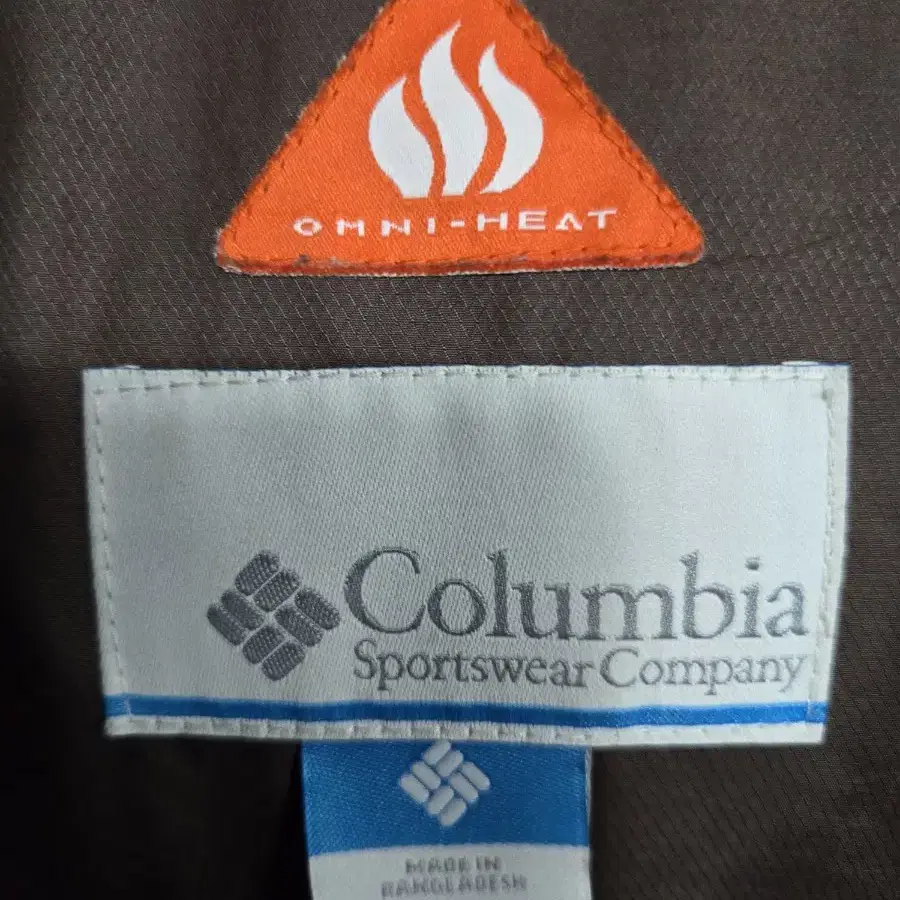 OMNI-HEAT
Columbia
Sportswear Company
MADE IN
BANGLADESH